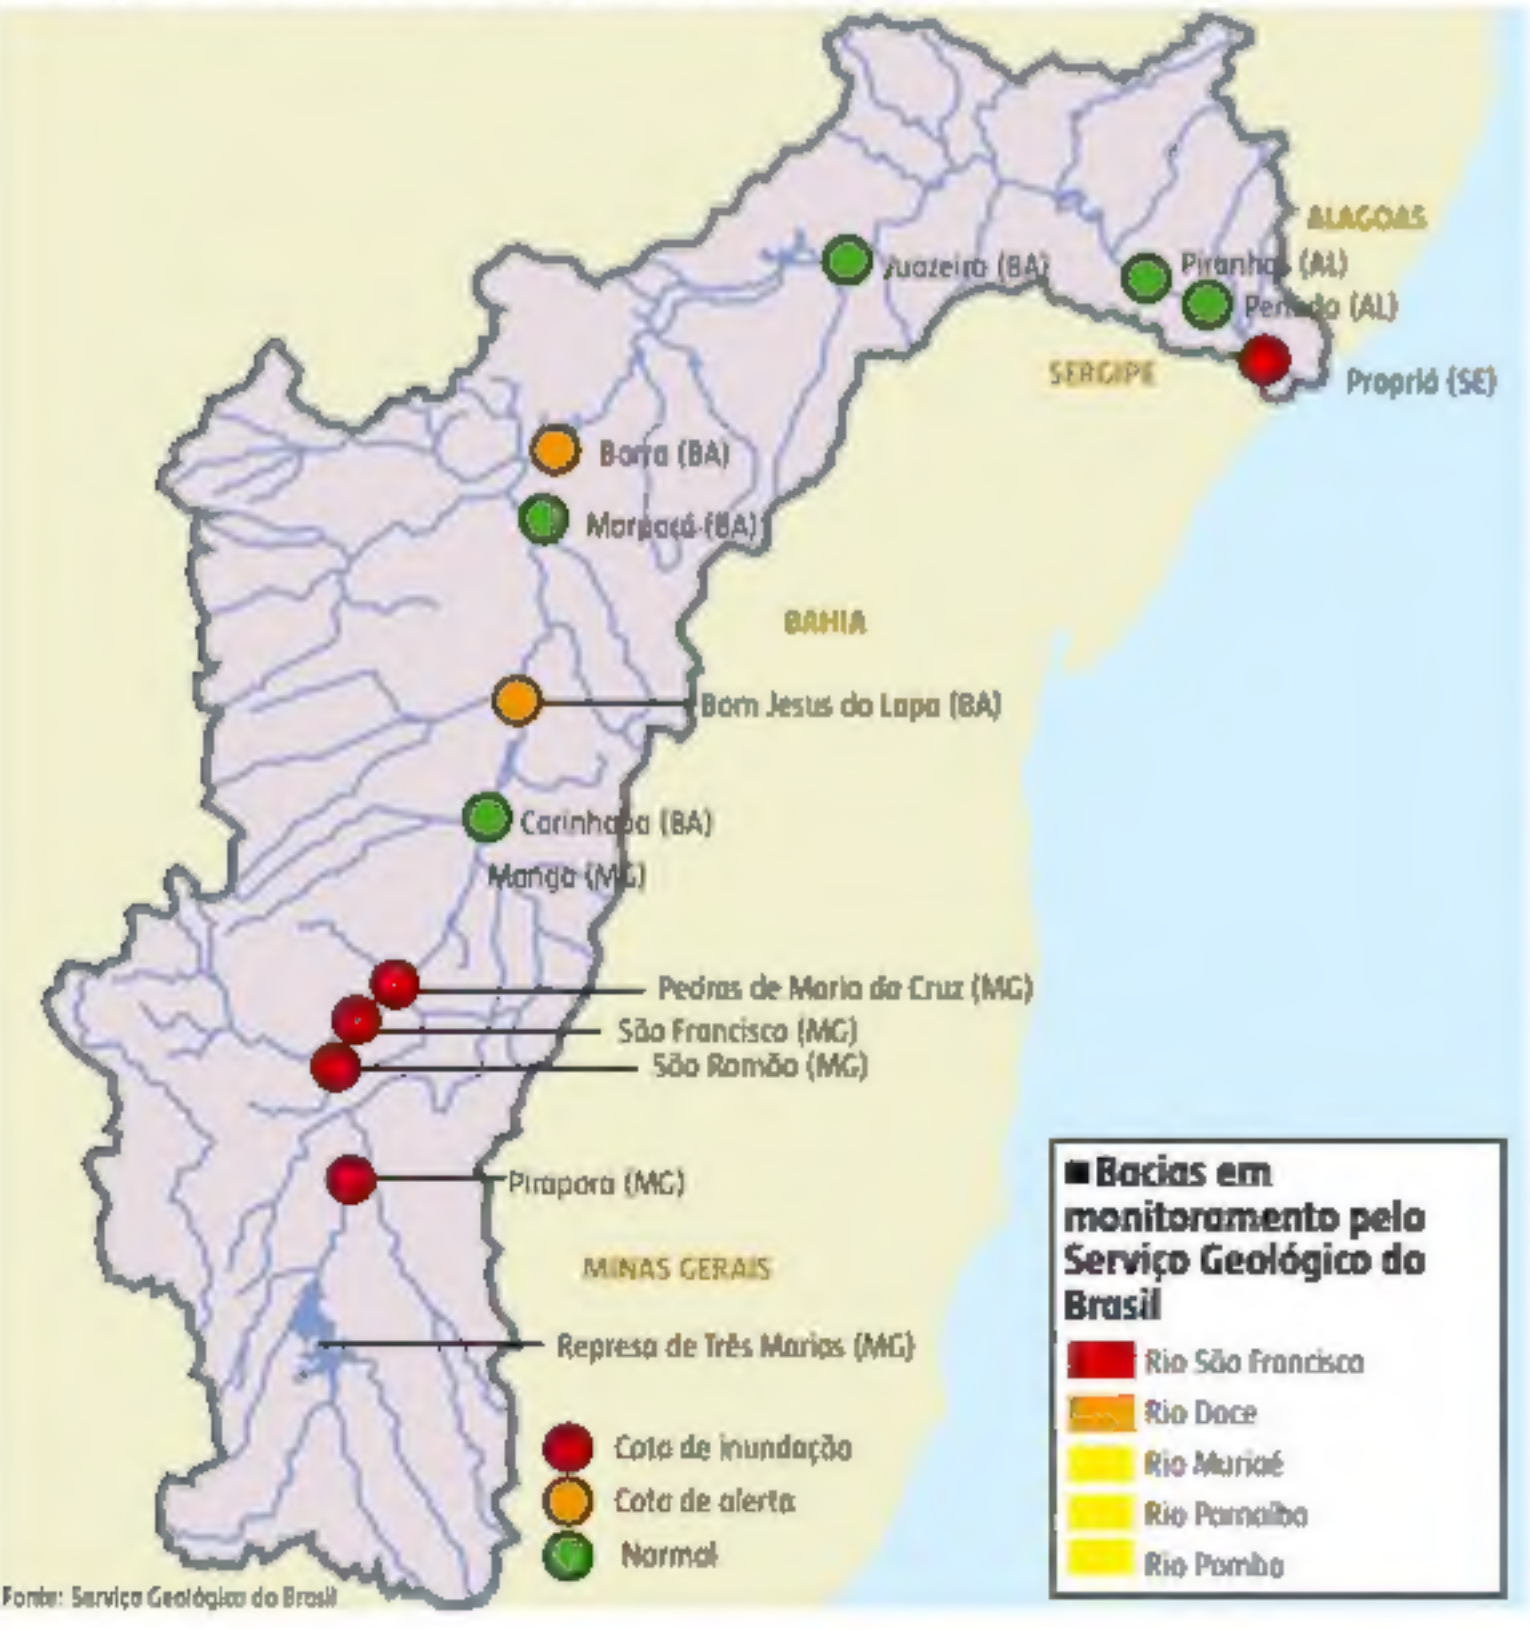 ALAGOAS
Juazeiro (BA)
Piranhas (AL)
Penedo (AL)
SERGIPE
Propriá (SE)
Barra (BA)
Morpará (BA)
BAHIA
Bom Jesus da Lapa (BA)
Carinhapa (BA)
Manga (MG)
Pedras de Maria da Cruz (MG)
São Francisco (MG)
São Romão (MG)
Pirapora (MG)
MINAS GERAIS
Represa de Três Marias (MG)
Cota de inundação
Cota de alerta
Normal
Bacias em
monitoramento pelo
Serviço Geológico do
Brasil
Rio São Francisco
Rio Doce
Rio Muriaé
Rio Parnaíba
Rio Pomba
Fonte: Serviço Geológico do Brasil